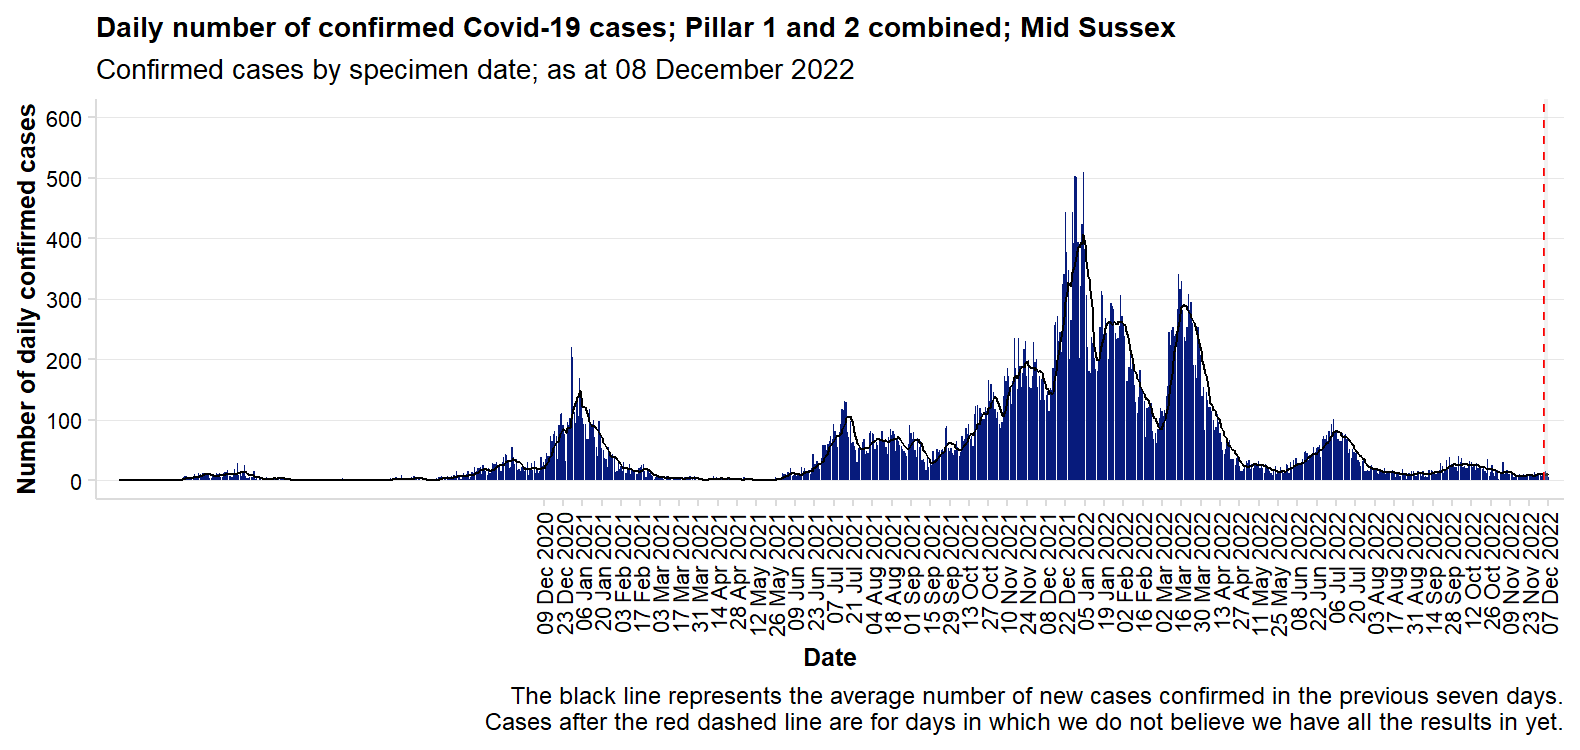 Daily number of confirmed Covid-19 cases; Pillar 1 and 2 combined; Mid Sussex
Confirmed cases by specimen date; as at 08 December 2022
Number of daily confirmed cases
600
500
400
300
200
100
0
09 Dec 2020
23 Dec 2020
06 Jan 2021
20 Jan 2021
03 Feb 2021
17 Feb 2021
03 Mar 2021
17 Mar 2021
31 Mar 2021
14 Apr 2021
28 Apr 2021
12 May 2021
26 May 2021
09 Jun 2021
23 Jun 2021
07 Jul 2021
21 Jul 2021
04 Aug 2021
18 Aug 2021
01 Sep 2021
15 Sep 2021
29 Sep 2021
13 Oct 2021
27 Oct 2021
10 Nov 2021
24 Nov 2021
08 Dec 2021
22 Dec 2021
05 Jan 2022
19 Jan 2022
02 Feb 2022
16 Feb 2022
02 Mar 2022
16 Mar 2022
30 Mar 2022
13 Apr 2022
27 Apr 2022
11 May 2022
25 May 2022
08 Jun 2022
22 Jun 2022
06 Jul 2022
20 Jul 2022
03 Aug 2022
17 Aug 2022
31 Aug 2022
14 Sep 2022
28 Sep 2022
12 Oct 2022
26 Oct 2022
09 Nov 2022
23 Nov 2022
07 Dec 2022
Date
The black line represents the average number of new cases confirmed in the previous seven days.
Cases after the red dashed line are for days in which we do not believe we have all the results in yet.